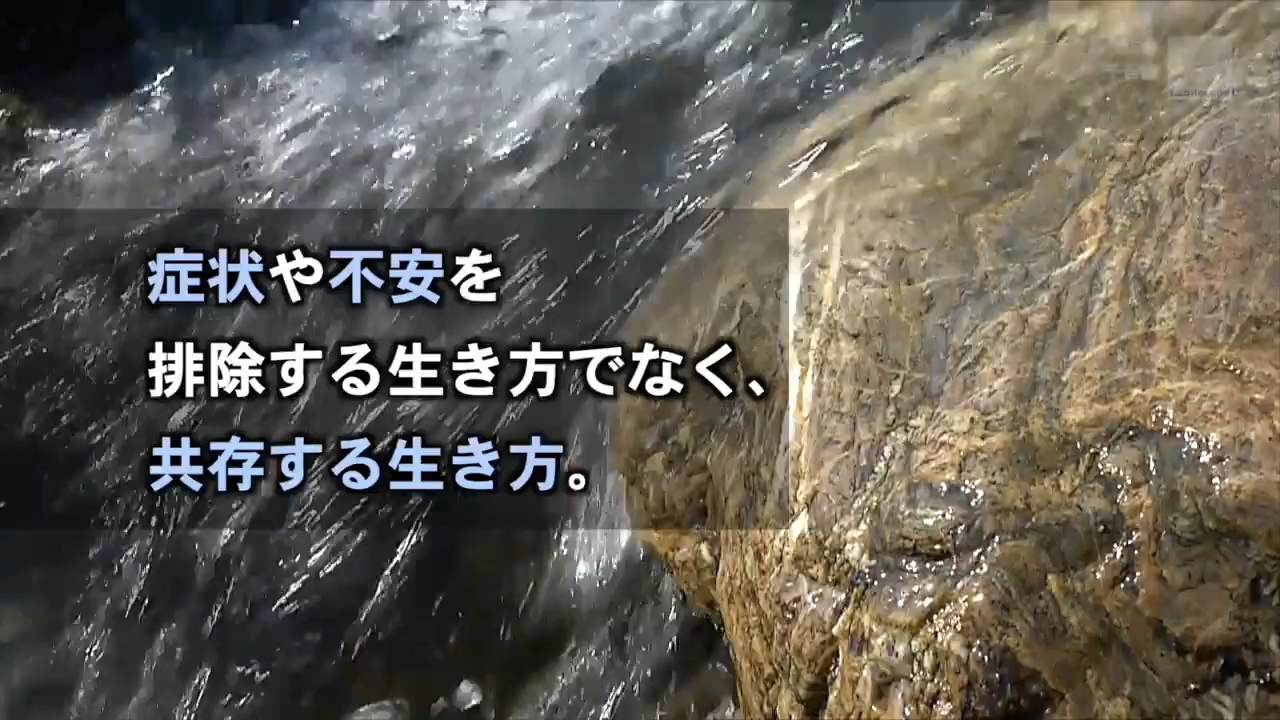 症状や不安を
排除する生き方でなく、
共存する生き方。